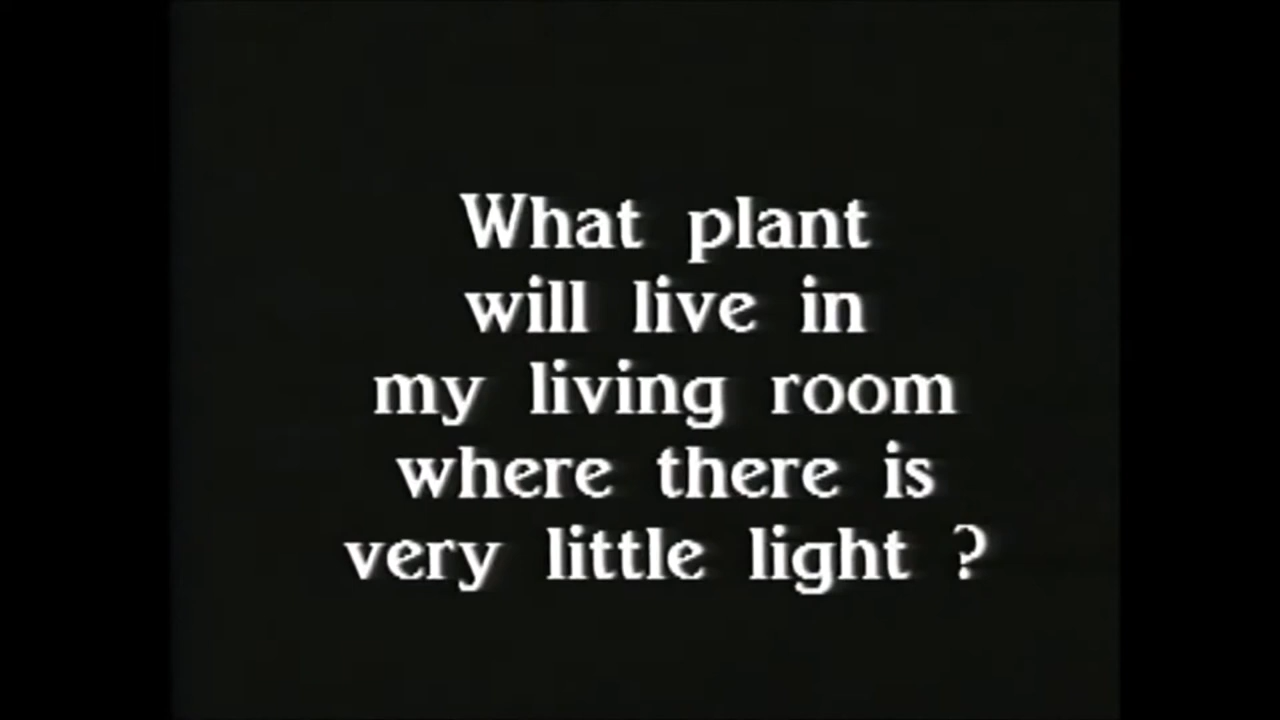 What plant
will live in
my living room
where there is
very little light ?